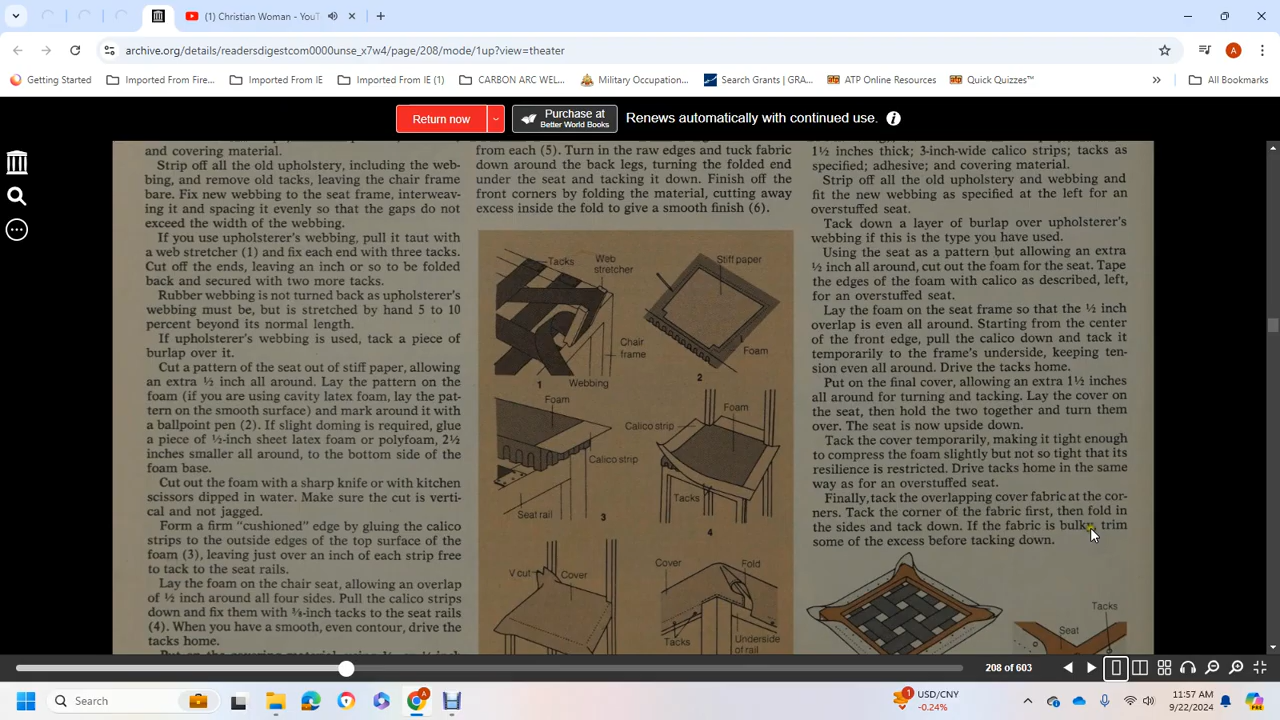 (1) Christian Woman - YouT
archive.org/details/readersdigestcom0000unse_x7w4/page/208/mode/1up?view=theater
A
Getting Started
Imported From Fire...
Imported From IE
Imported From IE (1)
CARBON ARC WEL...
Military Occupation...
Search Grants | GRA...
ATP Online Resources
Quick Quizzes™
All Bookmarks
Return now
Purchase at
Better World Books
Renews automatically with continued use.
and covering material.
Strip off all the old upholstery, including the web-
bing, and remove old tacks, leaving the chair frame
bare. Fix new webbing to the seat frame, interweav-
ing it and spacing it evenly so that the gaps do not
exceed the width of the webbing.
If you use upholsterer's webbing, pull it taut with
a web stretcher (1) and fix each end with three tacks.
Cut off the ends, leaving an inch or so to be folded
back and secured with two more tacks.
Rubber webbing is not turned back as upholsterer's
webbing must be, but is stretched by hand 5 to 10
percent beyond its normal length.
If upholsterer's webbing is used, tack a piece of
burlap over it.
Cut a pattern of the seat out of stiff paper, allowing
an extra ½ inch all around. Lay the pattern on the
foam (if you are using cavity latex foam, lay the pat-
tern on the smooth surface) and mark around it with
a ballpoint pen (2). If slight doming is required, glue
a piece of ½-inch sheet latex foam or polyfoam, 2½
inches smaller all around, to the bottom side of the
foam base.
Cut out the foam with a sharp knife or with kitchen
scissors dipped in water. Make sure the cut is verti-
cal and not jagged.
Form a firm "cushioned" edge by gluing the calico
strips to the outside edges of the top surface of the
foam (3), leaving just over an inch of each strip free
to tack to the seat rails.
Lay the foam on the chair seat, allowing an overlap
of ½ inch around all four sides. Pull the calico strips
down and fix them with ⅜-inch tacks to the seat rails
(4). When you have a smooth, even contour, drive the
tacks home.
from each (5). Turn in the raw edges and tuck fabric
down around the back legs, turning the folded end
under the seat and tacking it down. Finish off the
front corners by folding the material, cutting away
excess inside the fold to give a smooth finish (6).
Tacks
Web
stretcher
Stiff paper
Chair
frame
Foam
1
Webbing
2
Foam
Foam
Calico strip
Calico strip
Tacks
Seat rail
3
4
V cut
Cover
Cover
Fold
Tacks
Underside
of rail
1½ inches thick; 3-inch-wide calico strips; tacks as
specified; adhesive; and covering material.
Strip off all the old upholstery and webbing and
fit the new webbing as specified at the left for an
overstuffed seat.
Tack down a layer of burlap over upholsterer's
webbing if this is the type you have used.
Using the seat as a pattern but allowing an extra
½ inch all around, cut out the foam for the seat. Tape
the edges of the foam with calico as described, left,
for an overstuffed seat.
Lay the foam on the seat frame so that the ½ inch
overlap is even all around. Starting from the center
of the front edge, pull the calico down and tack it
temporarily to the frame's underside, keeping ten-
sion even all around. Drive the tacks home.
Put on the final cover, allowing an extra 1½ inches
all around for turning and tacking. Lay the cover on
the seat, then hold the two together and turn them
over. The seat is now upside down.
Tack the cover temporarily, making it tight enough
to compress the foam slightly but not so tight that its
resilience is restricted. Drive tacks home in the same
way as for an overstuffed seat.
Finally, tack the overlapping cover fabric at the cor-
ners. Tack the corner of the fabric first, then fold in
the sides and tack down. If the fabric is bulky trim
some of the excess before tacking down.
Tacks
Seat
208 of 603
Search
1
USD/CNY
-0.24%
11:57 AM
9/22/2024